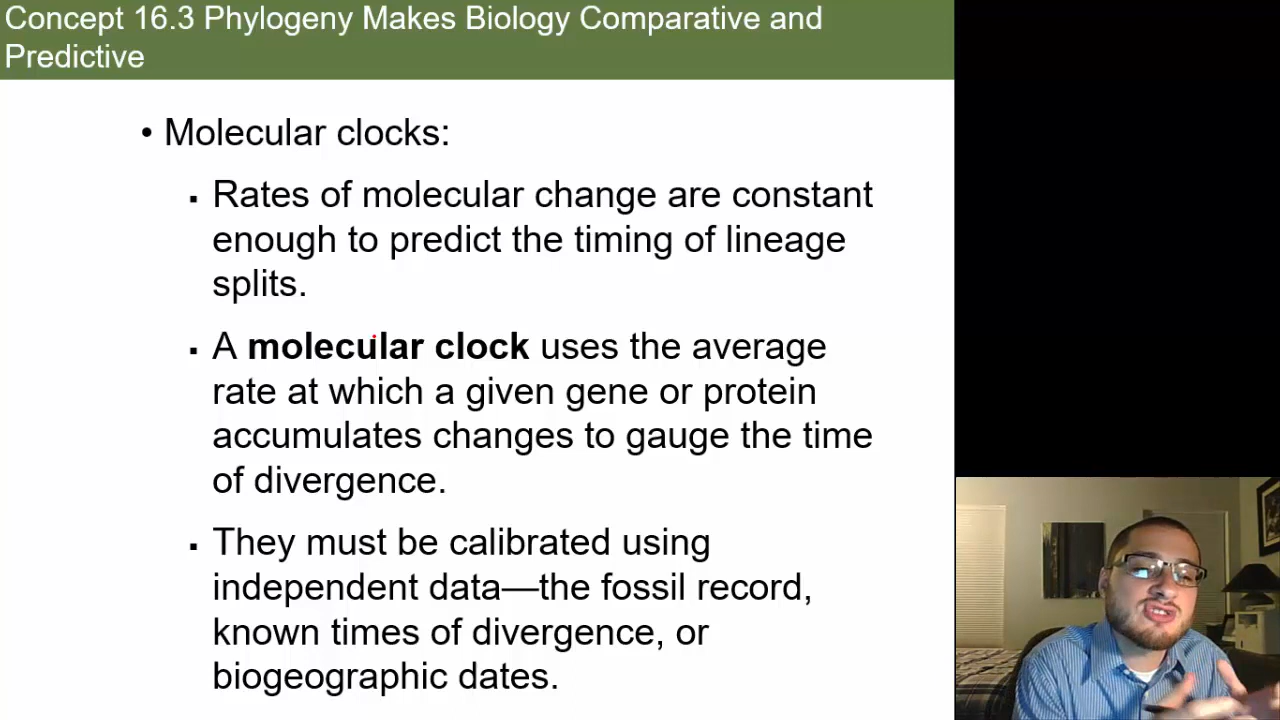 Concept 16.3 Phylogeny Makes Biology Comparative and
Predictive
• Molecular clocks:
▪ Rates of molecular change are constant
enough to predict the timing of lineage
splits.
▪ A molecular clock uses the average
rate at which a given gene or protein
accumulates changes to gauge the time
of divergence.
▪ They must be calibrated using
independent data—the fossil record,
known times of divergence, or
biogeographic dates.